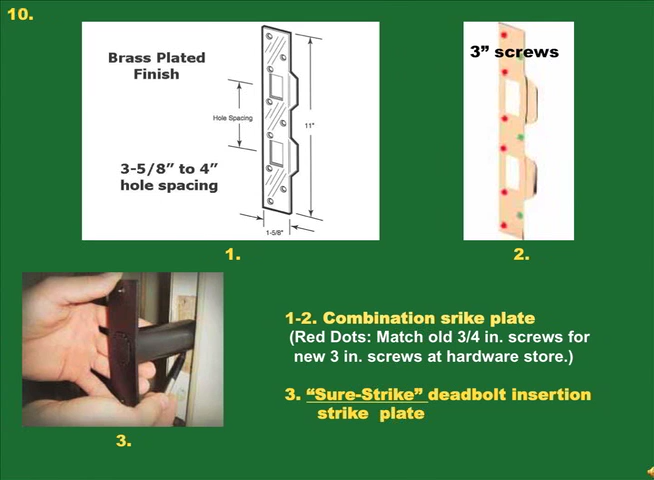 10.
Brass Plated
Finish
Hole Spacing
11"
3-5/8” to 4”
hole spacing
1-5/8"
3” screws
1.
2.
1-2. Combination srike plate
(Red Dots: Match old 3/4 in. screws for
new 3 in. screws at hardware store.)
3. “Sure-Strike” deadbolt insertion
strike plate
3.